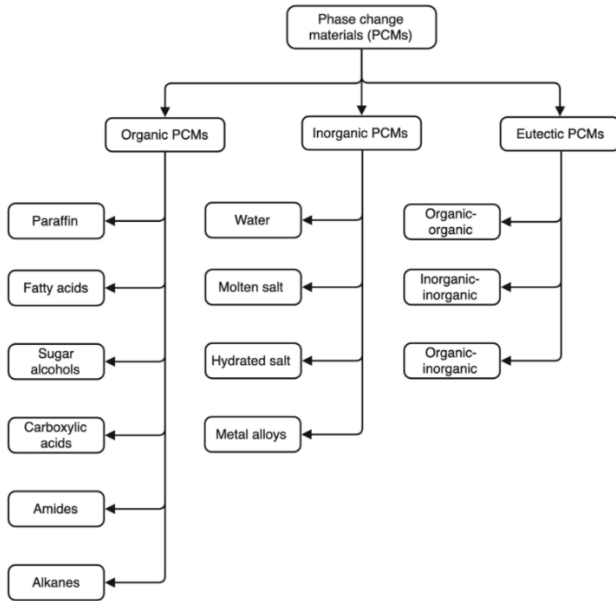 Phase change
materials (PCMs)
Organic PCMs
Inorganic PCMs
Eutectic PCMs
Paraffin
Fatty acids
Sugar
alcohols
Carboxylic
acids
Amides
Alkanes
Water
Molten salt
Hydrated salt
Metal alloys
Organic-
organic
Inorganic-
inorganic
Organic-
inorganic